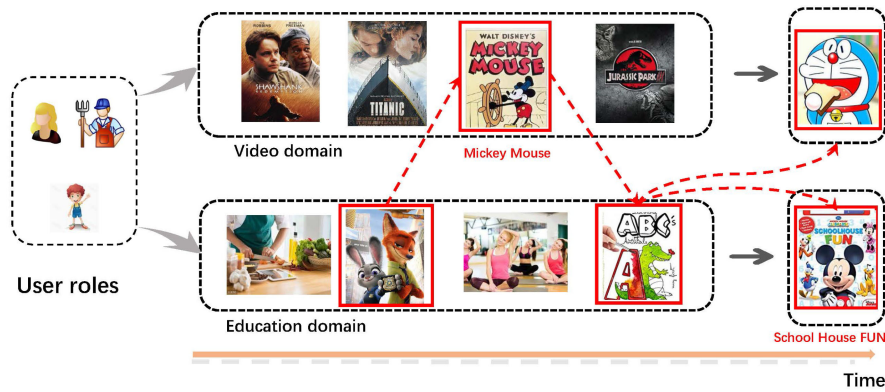 WALT DISNEY'S
MICKEY
MOUSE
SHAWSHANK
TITANIC
JURASSIC PARK
Video domain
Mickey Mouse
User roles
ABC's
A
SCHOOLHOUSE
FUN
Education domain
School House FUN
Time